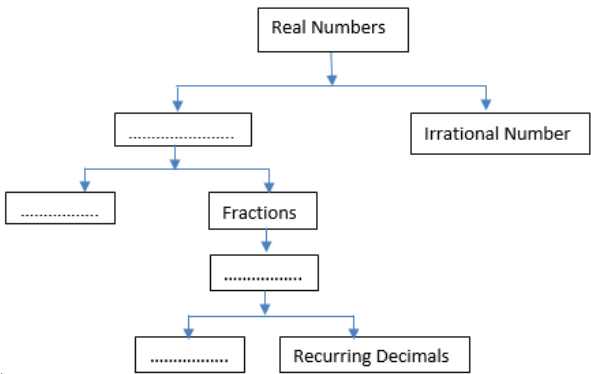 Real Numbers
........................
Irrational Number
.................
Fractions
.................
.................
Recurring Decimals